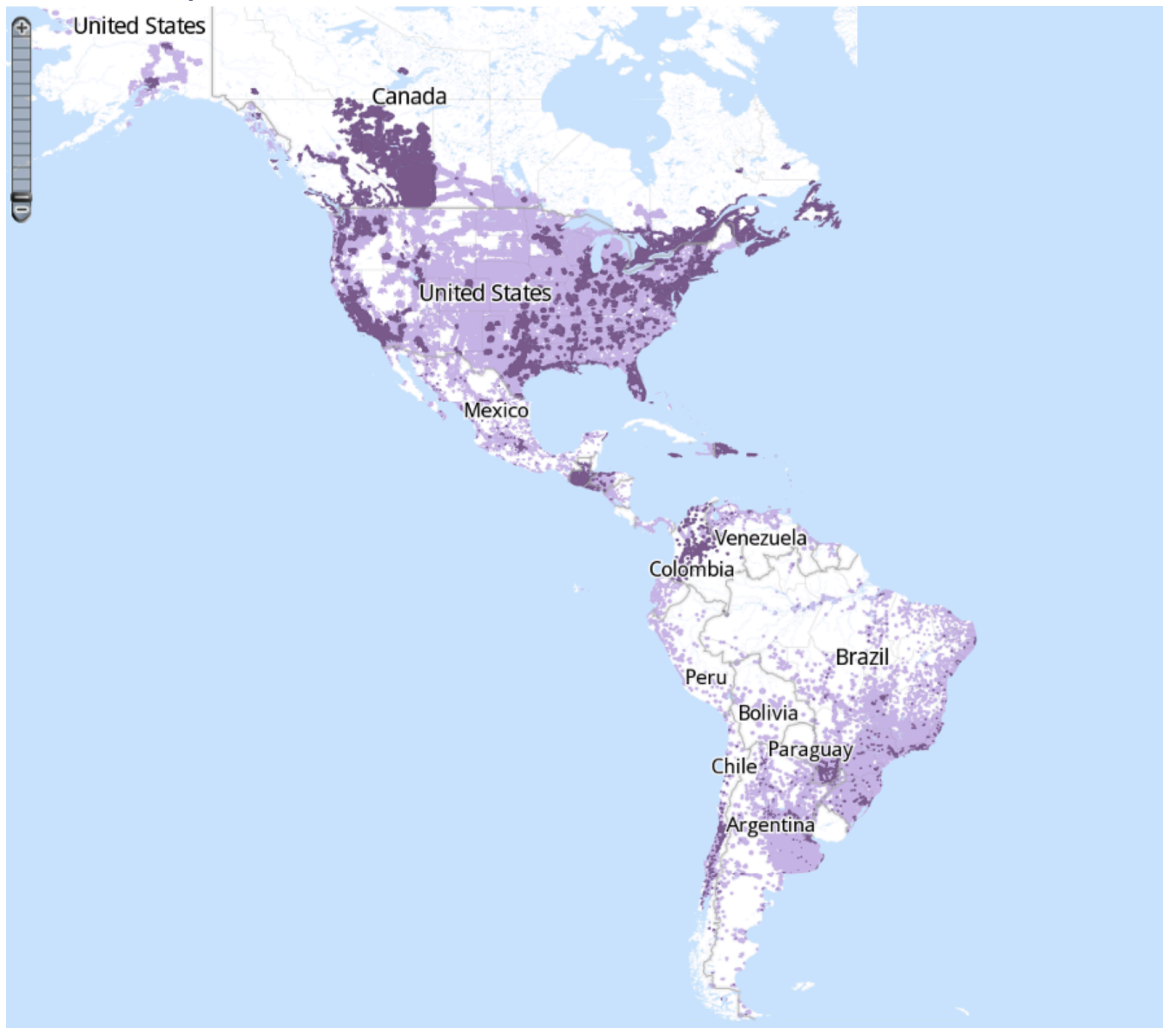 United States
Canada
United States
Mexico
Venezuela
Colombia
Brazil
Peru
Bolivia
Paraguay
Chile
Argentina